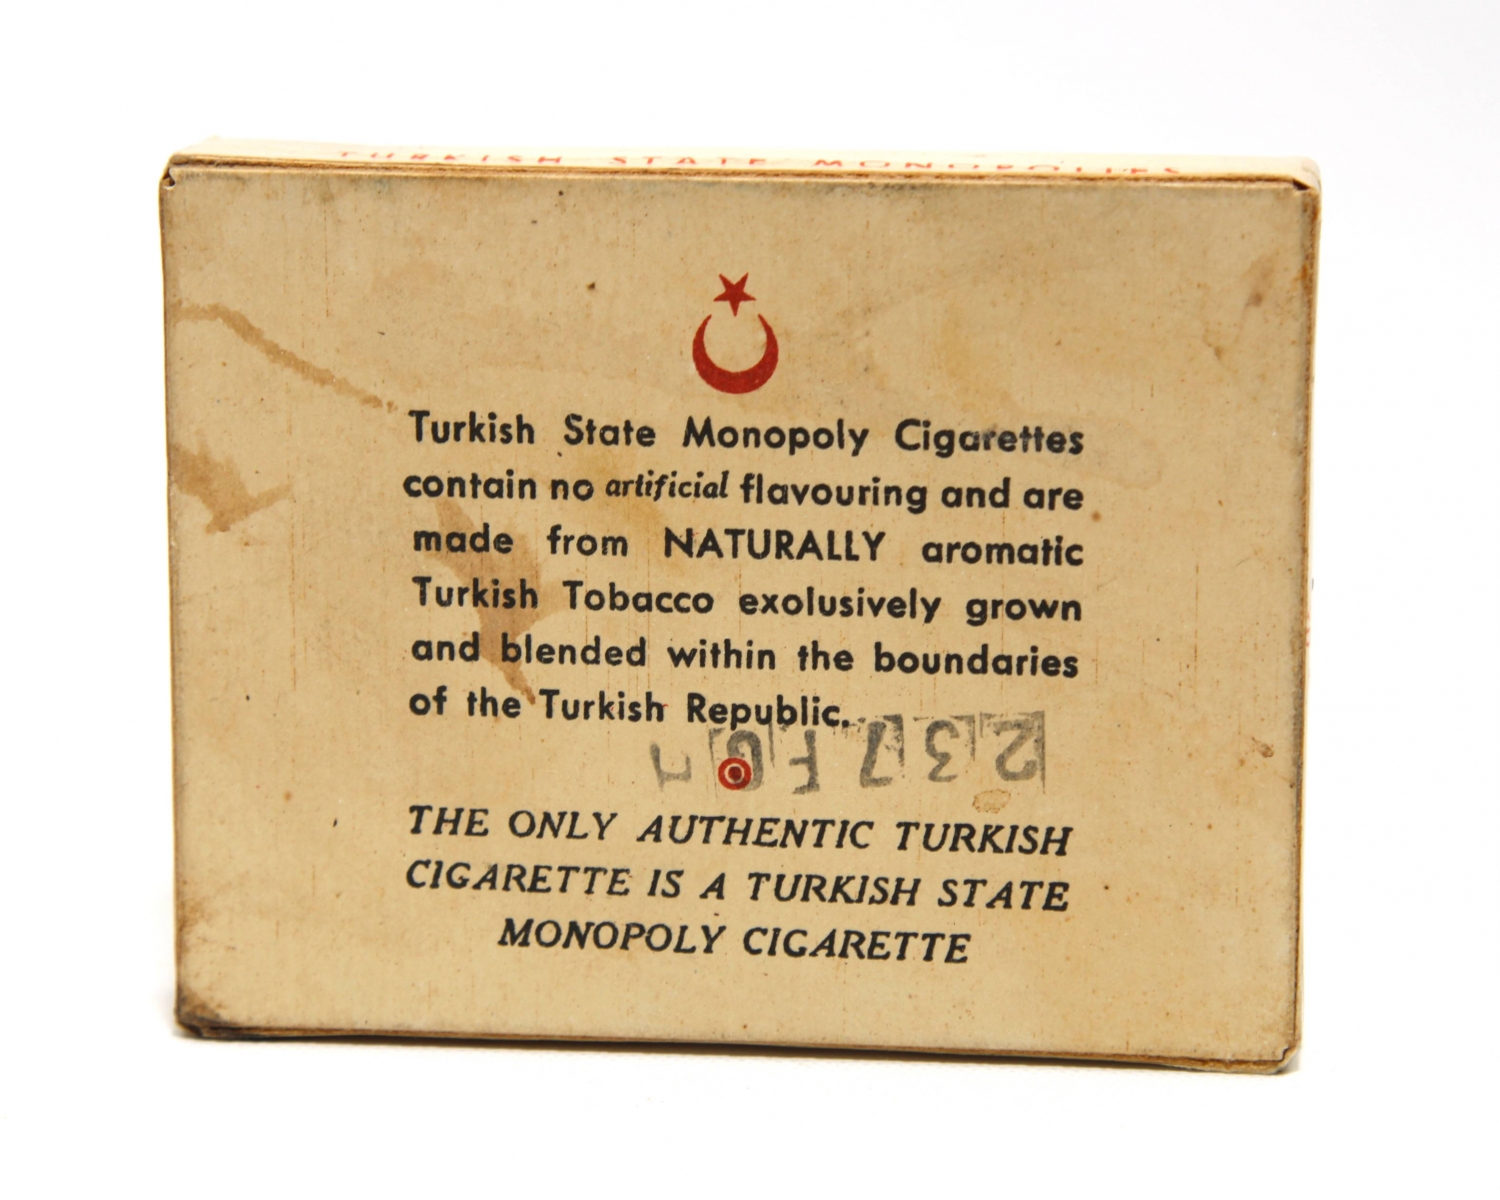 TURKISH STATE MONOPOLIES
Turkish State Monopoly Cigarettes
contain no artificial flavouring and are
made from NATURALLY aromatic
Turkish Tobacco exolusively grown
and blended within the boundaries
of the Turkish Republic.
THE ONLY AUTHENTIC TURKISH
CIGARETTE IS A TURKISH STATE
MONOPOLY CIGARETTE